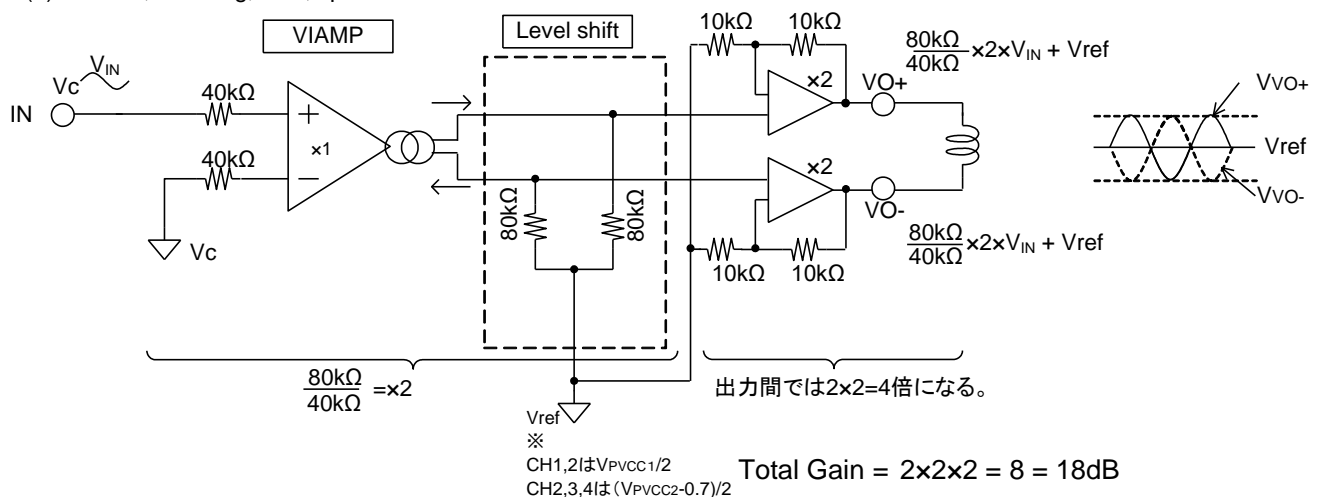 VIAMP
Level shift
10kΩ
10kΩ
80kΩ
40kΩ
×2×VIN + Vref
VIN
Vc
IN
40kΩ
+
×1
−
40kΩ
Vc
80kΩ
80kΩ
×2
VO+
×2
VO-
10kΩ
10kΩ
80kΩ
40kΩ
×2×VIN + Vref
VVO+
Vref
VVO-
80kΩ
40kΩ
=×2
出力間では2×2=4倍になる。
Vref
※
CH1,2はVPVCC1/2
CH2,3,4は(VPVCC2-0.7)/2
Total Gain = 2×2×2 = 8 = 18dB